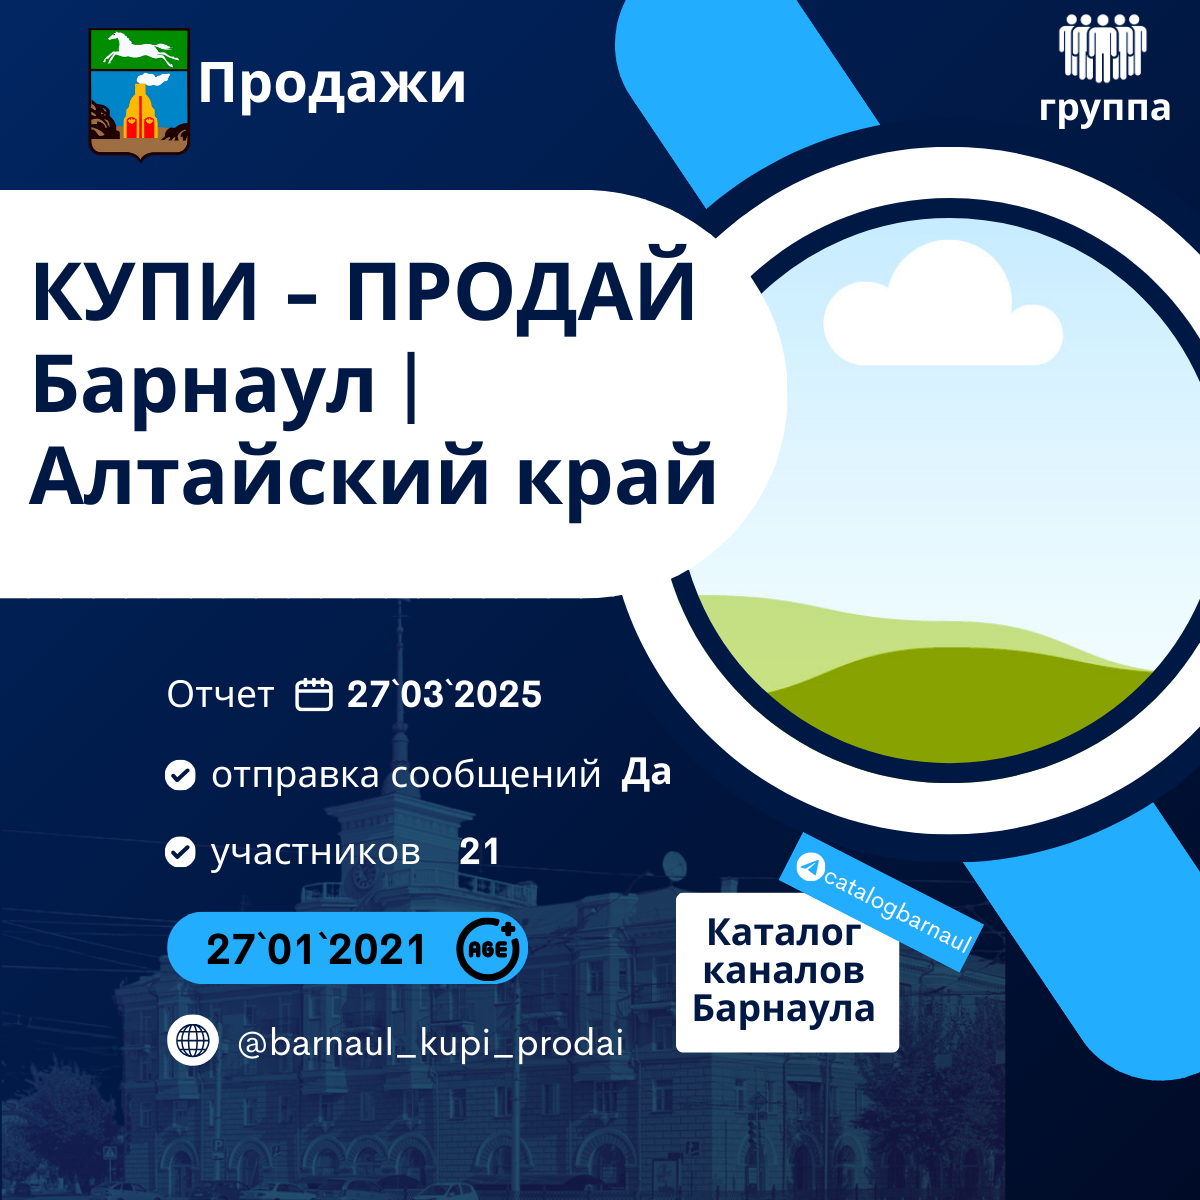 Продажи
группа
КУПИ – ПРОДАЙ
Барнаул |
Алтайский край
Отчет 27`03`2025
отправка сообщений Да
участников 21
27`01`2021 AGE+
@barnaul_kupi_prodai
catalogbarnaul
Каталог
каналов
Барнаула